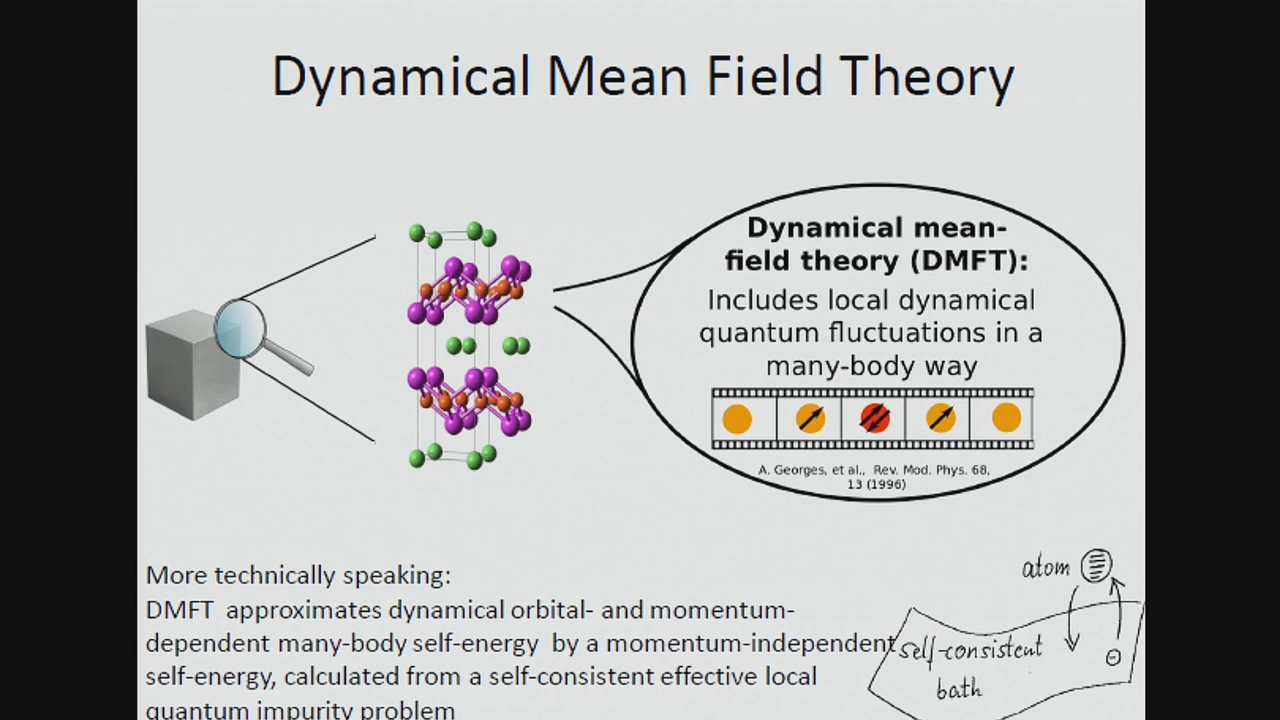 Dynamical Mean Field Theory
Dynamical mean-
field theory (DMFT):
Includes local dynamical
quantum fluctuations in a
many-body way
A. Georges, et al., Rev. Mod. Phys. 68,
13 (1996)
More technically speaking:
DMFT approximates dynamical orbital- and momentum-
dependent many-body self-energy by a momentum-independent
self-energy, calculated from a self-consistent effective local
quantum impurity problem
atom
self-consistent
bath